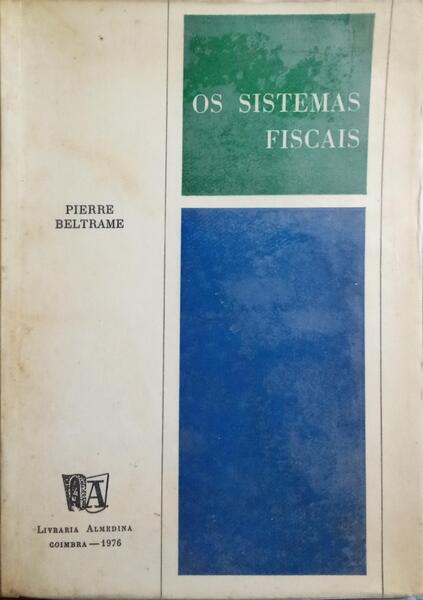 OS SISTEMAS
FISCAIS
PIERRE
BELTRAME
A
LIVRARIA ALMEDINA
COIMBRA — 1976